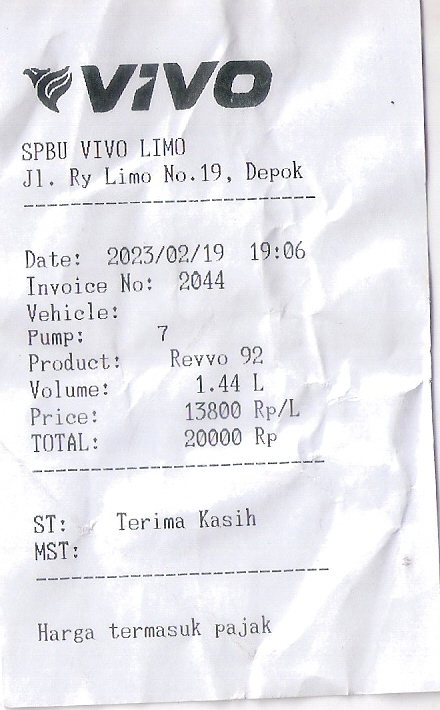 VIVO
SPBU VIVO LIMO
Jl. Ry Limo No.19, Depok
Date: 2023/02/19 19:06
Invoice No: 2044
Vehicle:
Pump: 7
Product: Revvo 92
Volume: 1.44 L
Price: 13800 Rp/L
TOTAL: 20000 Rp
ST: Terima Kasih
MST:
Harga termasuk pajak